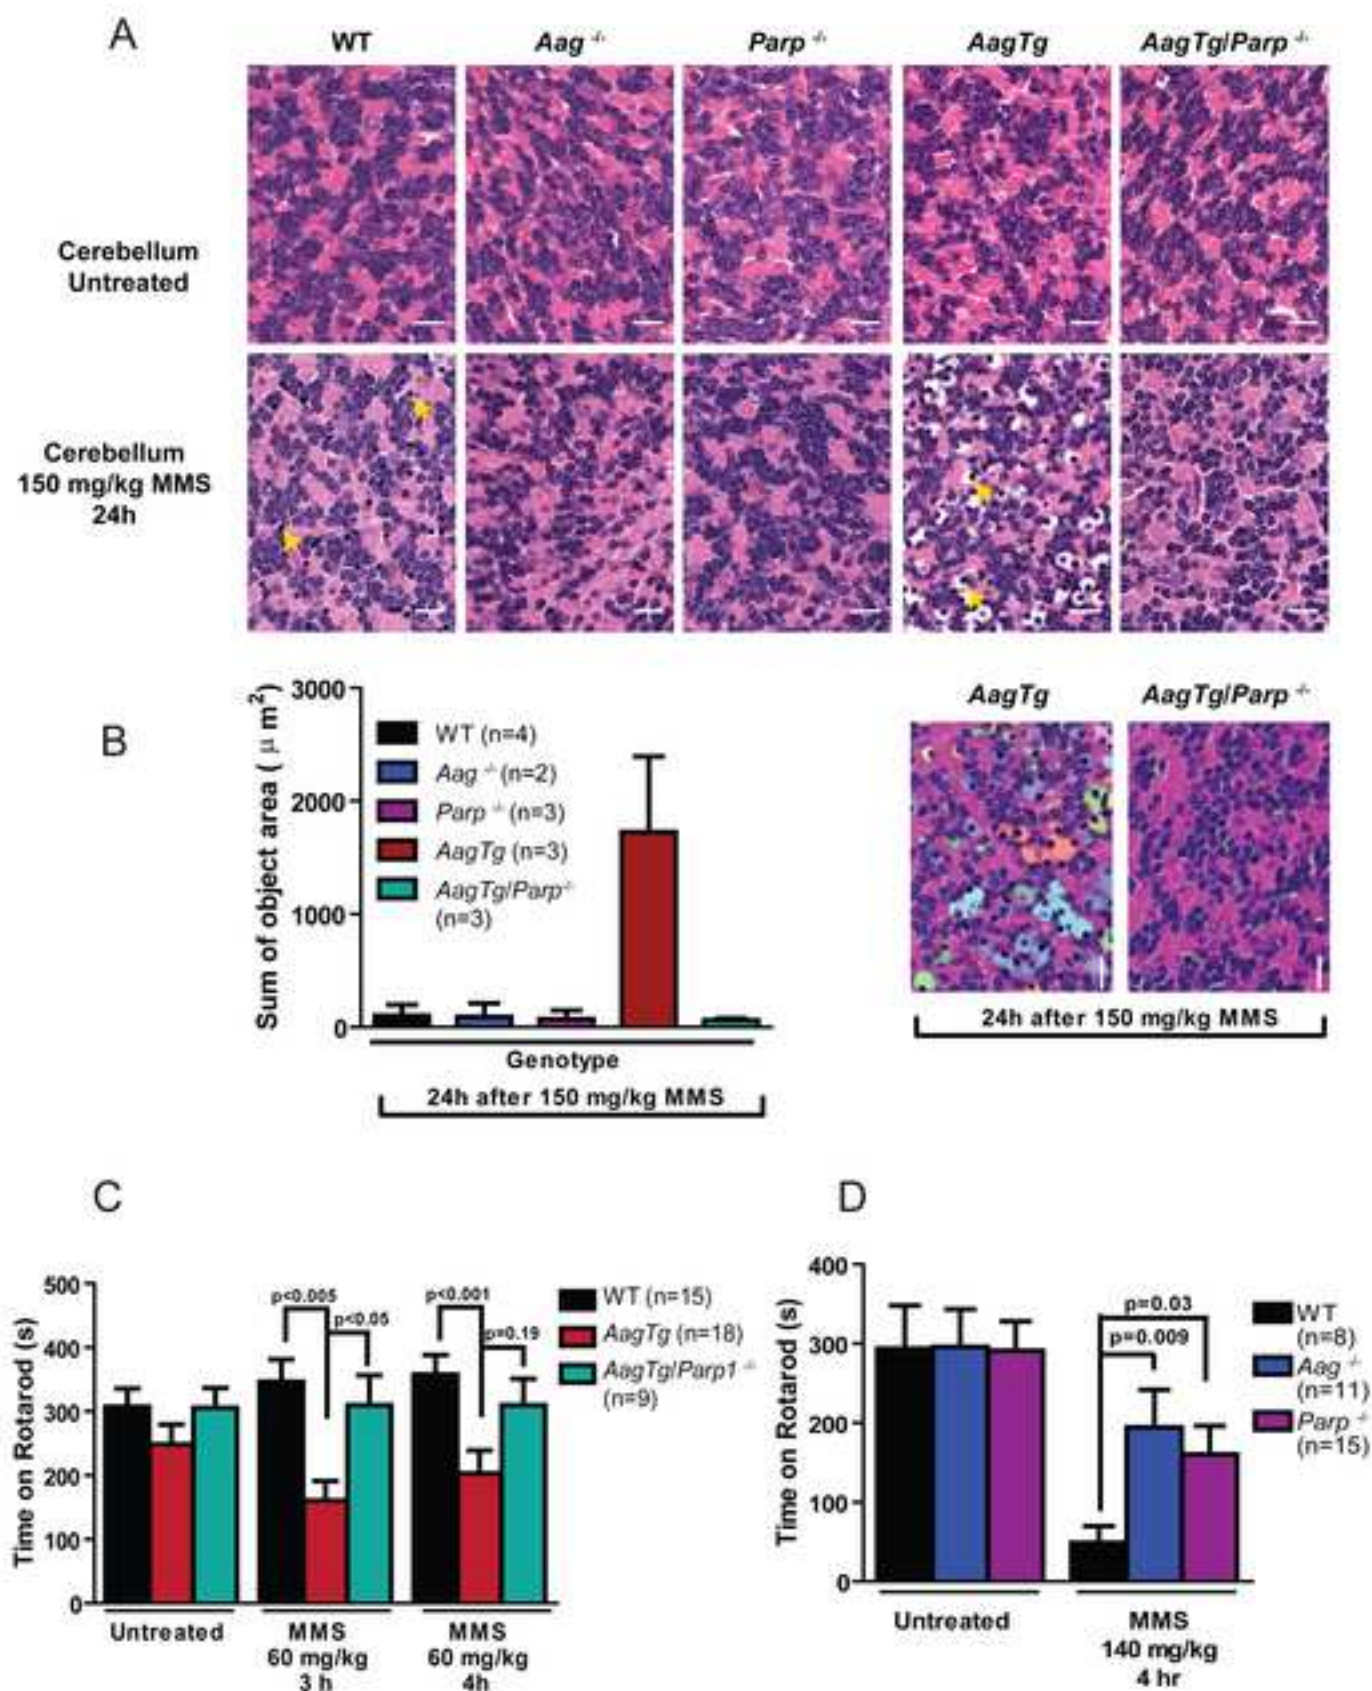 A
WT
Aag -/-
Parp -/-
AagTg
AagTg/Parp -/-
Cerebellum
Untreated
Cerebellum
150 mg/kg MMS
24h
B
Sum of object area ( μ m²)
3000
2000
1000
0
WT (n=4)
Aag -/- (n=2)
Parp -/- (n=3)
AagTg (n=3)
AagTg/Parp-/-
(n=3)
Genotype
24h after 150 mg/kg MMS
AagTg
AagTg/Parp -/-
24h after 150 mg/kg MMS
C
Time on Rotarod (s)
500
400
300
200
100
0
p<0.005
p<0.05
p<0.001
p=0.19
WT (n=15)
AagTg (n=18)
AagTg/Parp1 -/-
(n=9)
Untreated
MMS
60 mg/kg
3 h
MMS
60 mg/kg
4h
D
Time on Rotarod (s)
400
300
200
100
0
p=0.03
p=0.009
WT
(n=8)
Aag -/-
(n=11)
Parp -/-
(n=15)
Untreated
MMS
140 mg/kg
4 hr